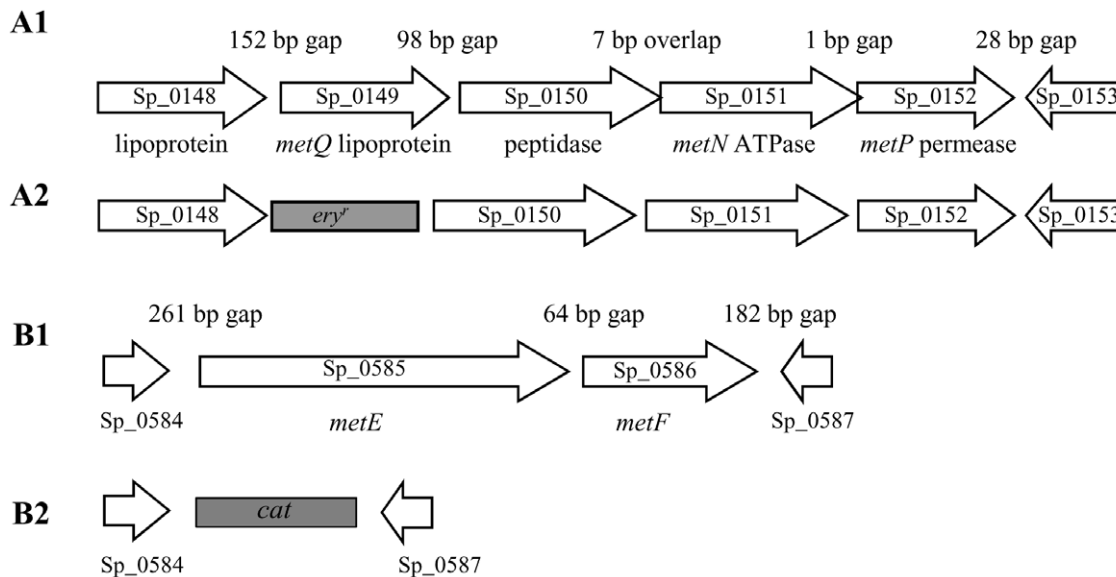 A1
152 bp gap 98 bp gap 7 bp overlap 1 bp gap 28 bp gap
Sp_0148 Sp_0149 Sp_0150 Sp_0151 Sp_0152 Sp_0153
lipoprotein metQ lipoprotein peptidase metN ATPase metP permease
A2
Sp_0148 eryʳ Sp_0150 Sp_0151 Sp_0152 Sp_0153
261 bp gap 64 bp gap 182 bp gap
B1
Sp_0585 Sp_0586
Sp_0584 metE metF Sp_0587
B2
cat
Sp_0584 Sp_0587